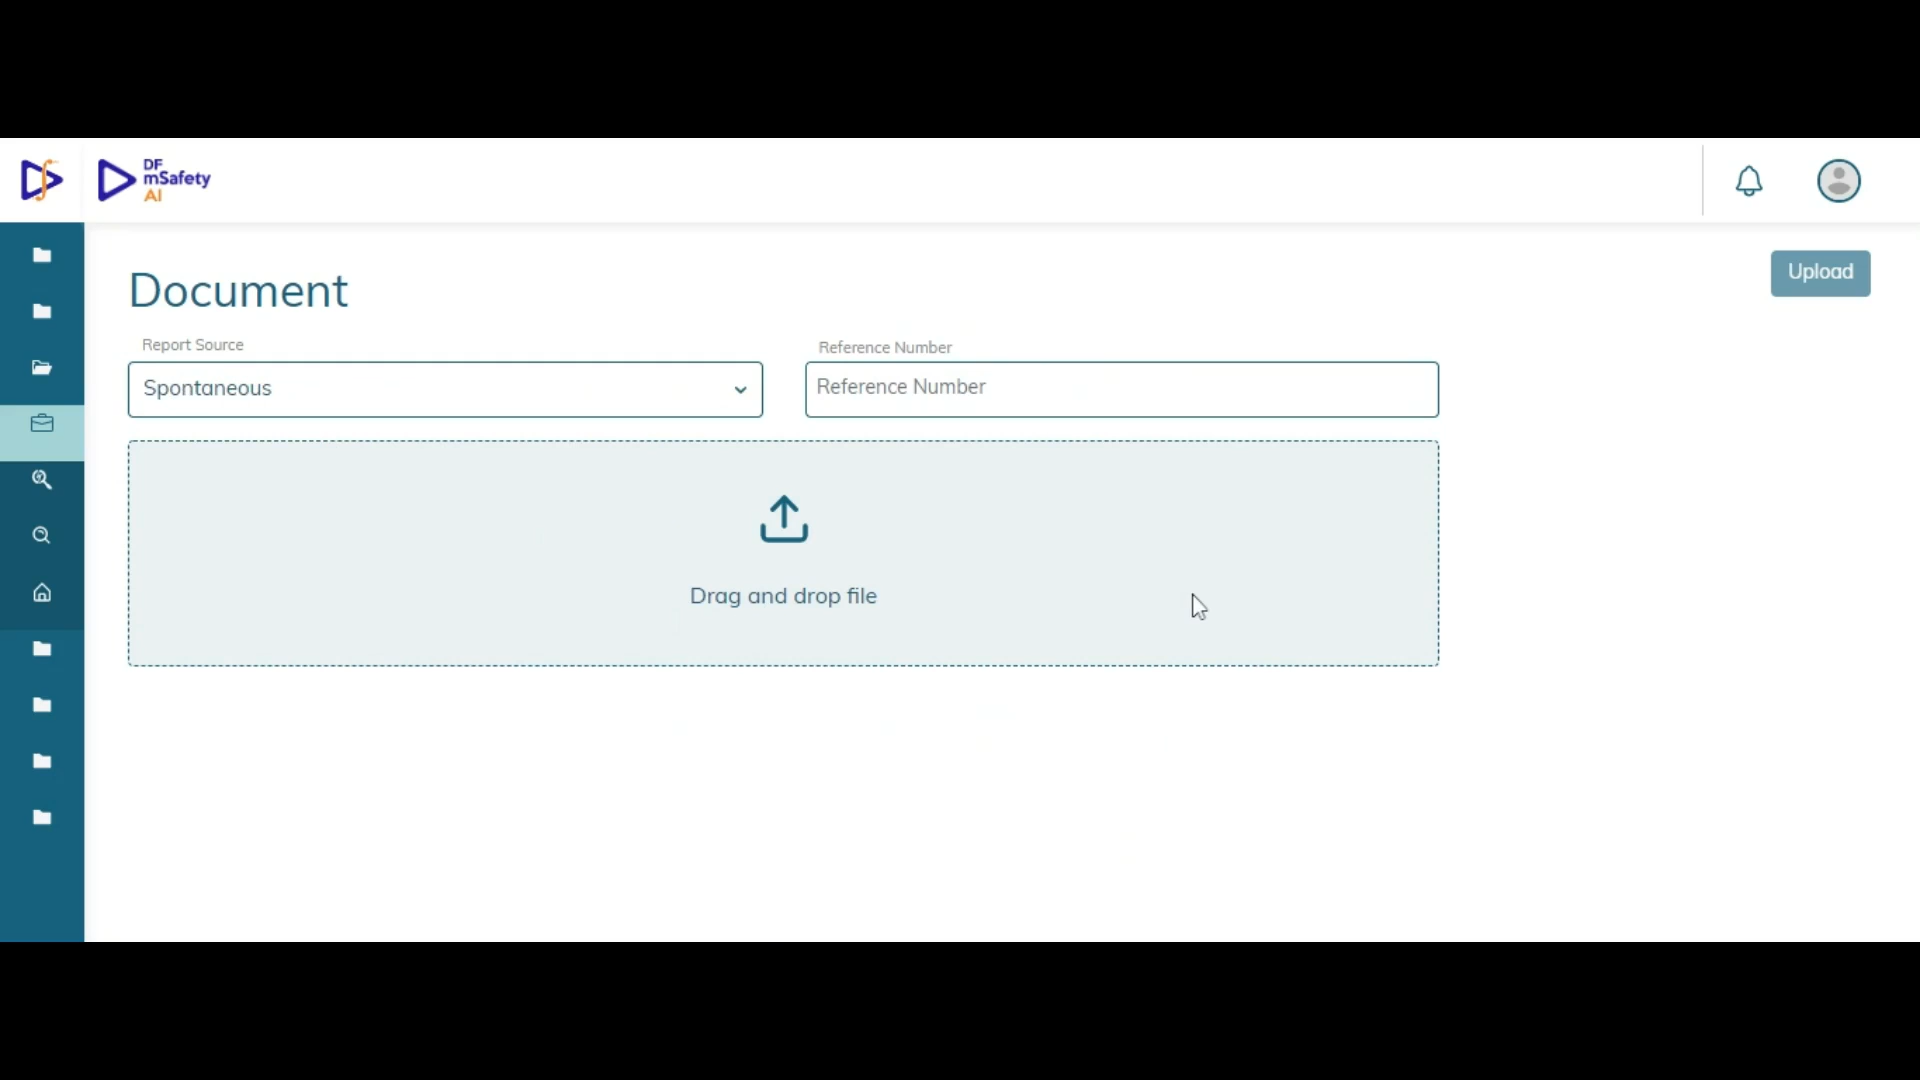 DF
mSafety
AI
Upload
Document
Report Source
Reference Number
Spontaneous
Reference Number
Drag and drop file